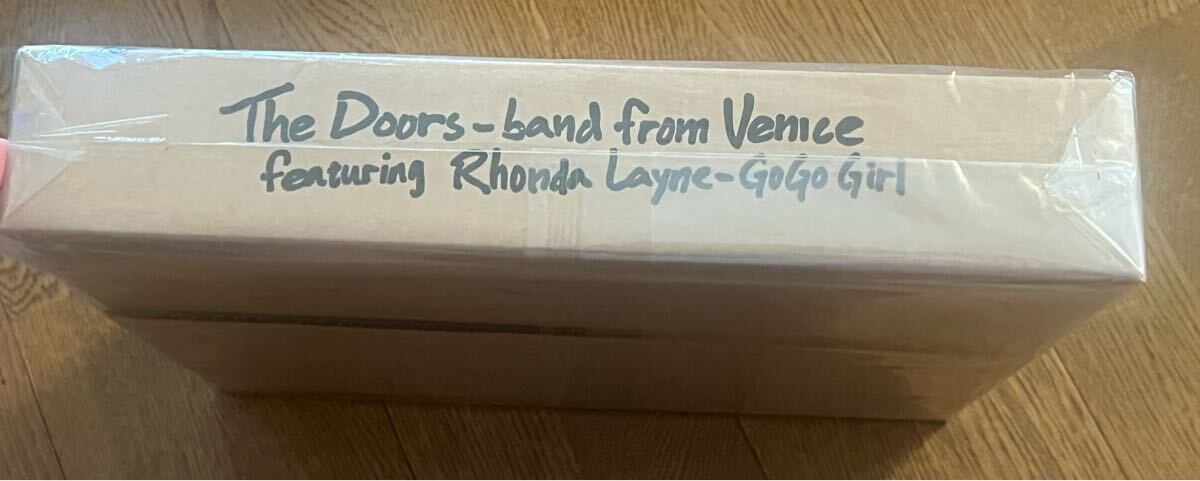 The Doors - band from Venice
featuring Rhonda Layne - GoGo Girl